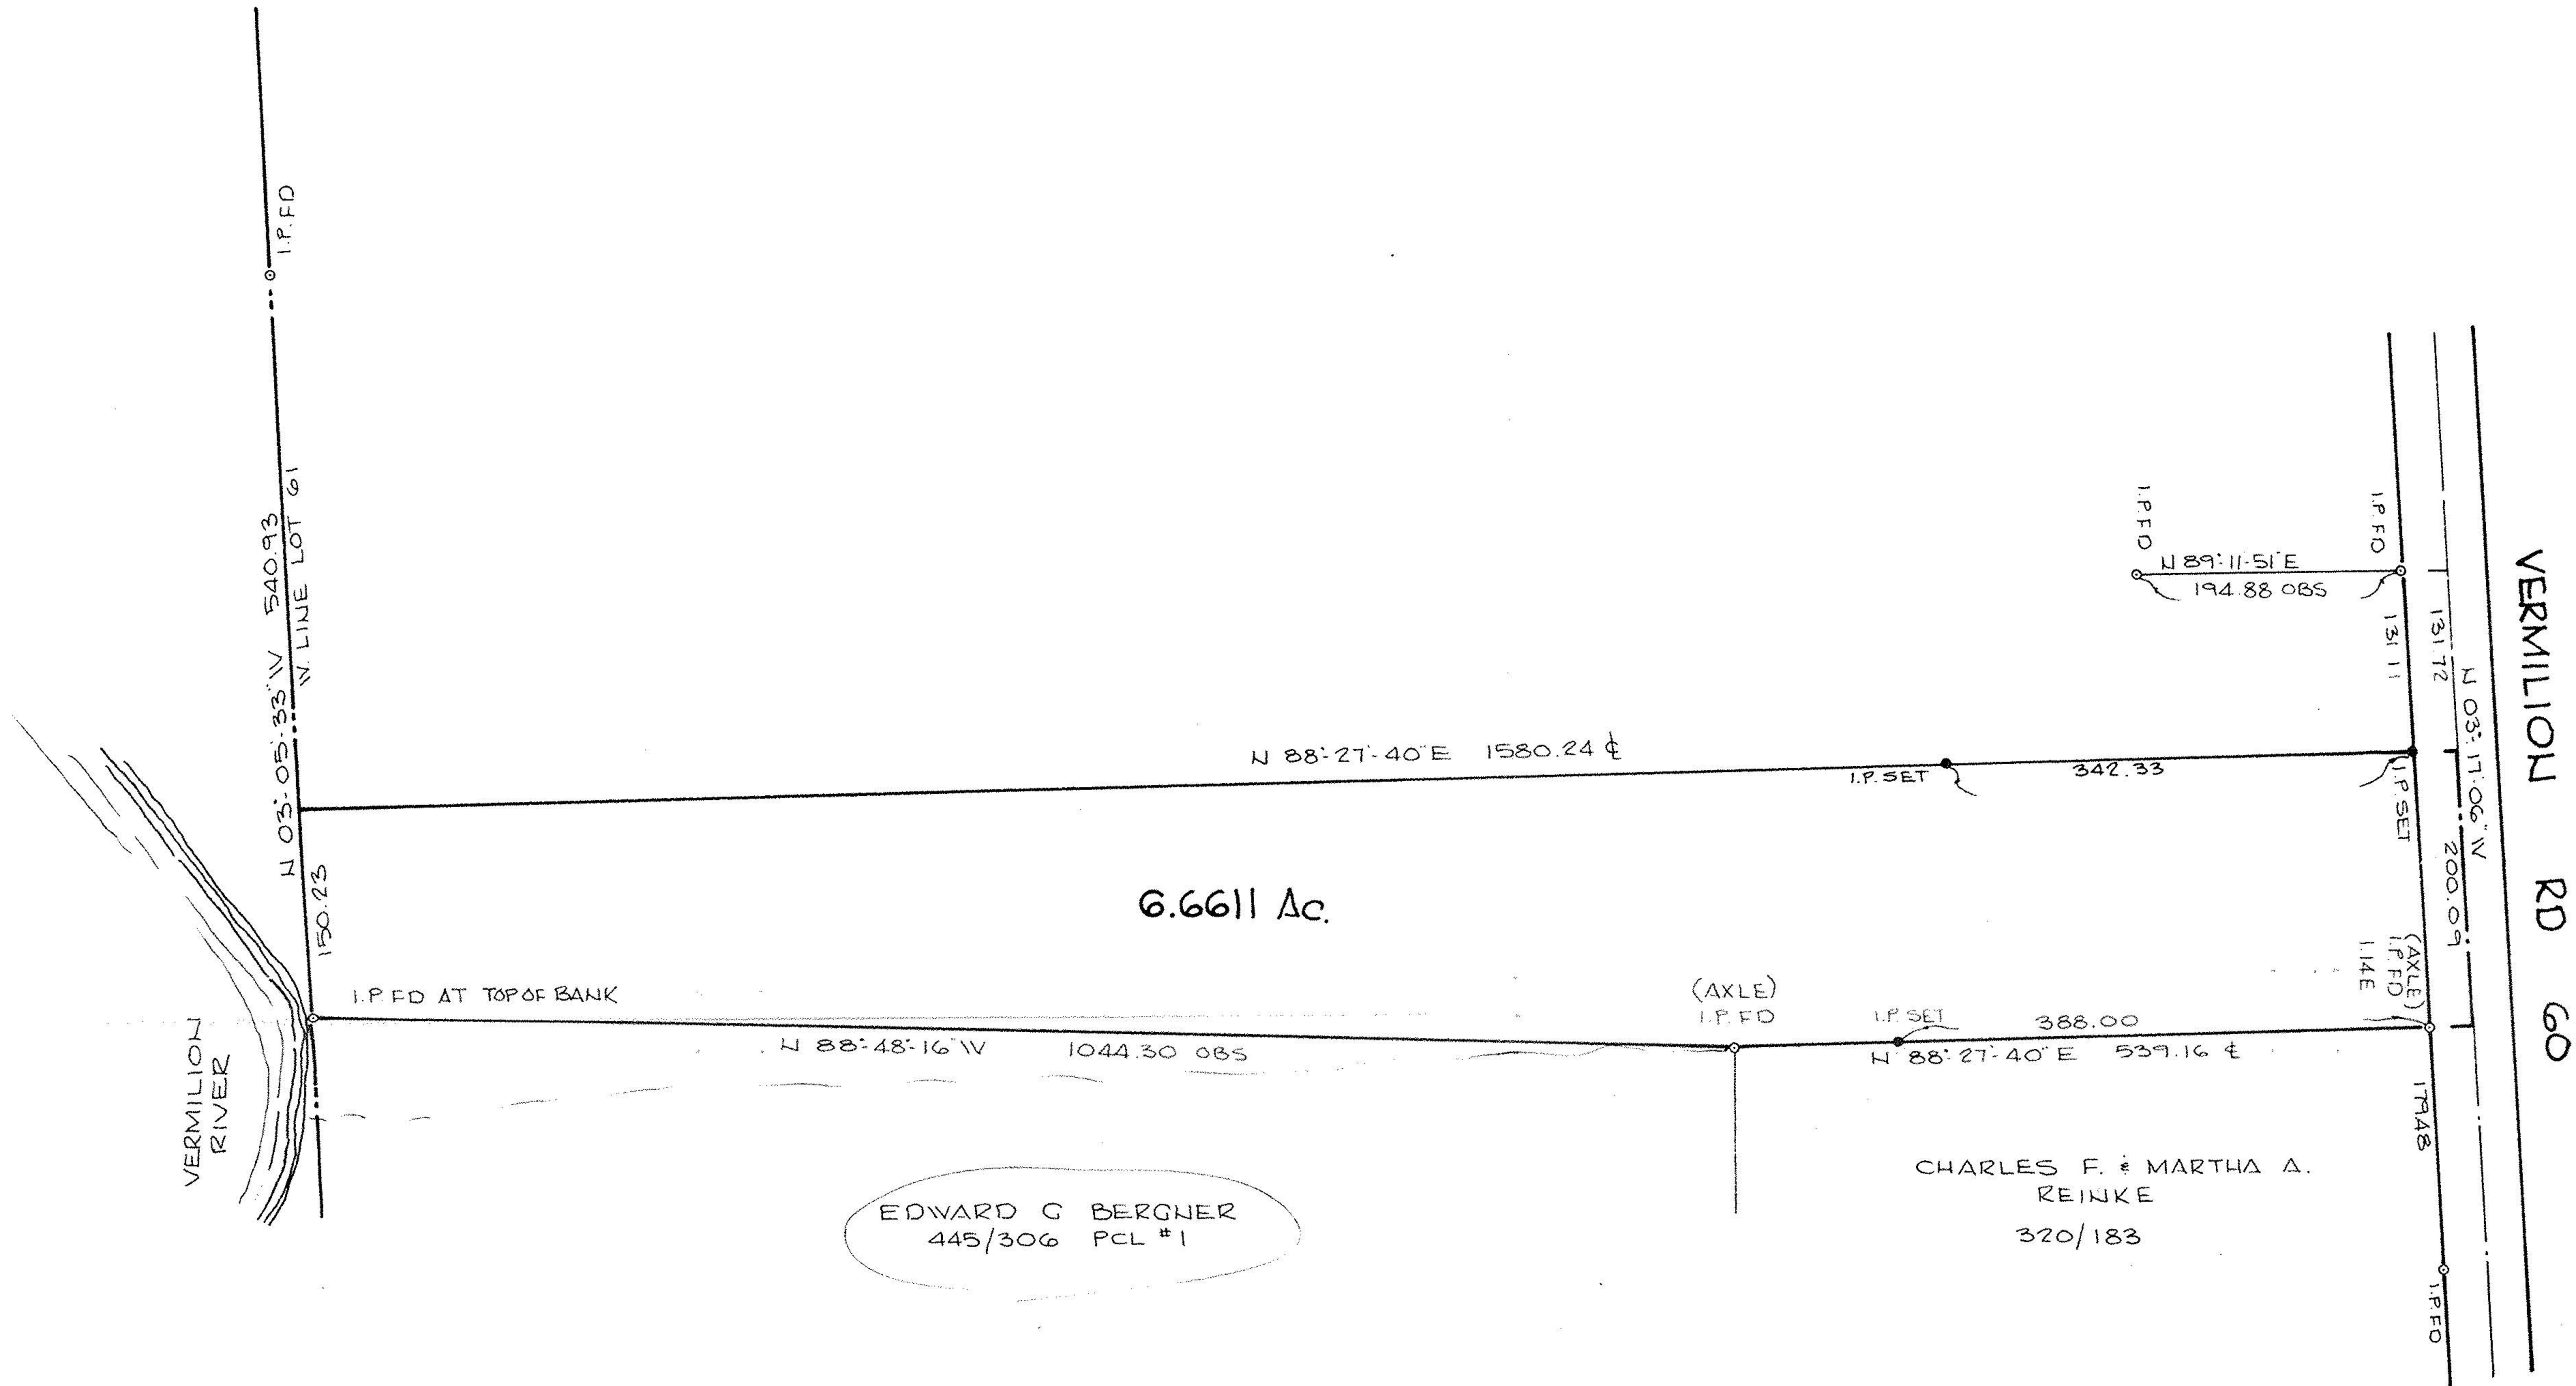 I.P. FD
N 03°-05'-33" W 540.93
W. LINE LOT 61
150.23
VERMILION
RIVER
I.P. FD
I.P. FD
N 89°-11'-51" E
194.88 OBS
131.11
131.72
N 03°-17'-06" W
VERMILION RD 60
N 88°-27'-40" E 1580.24 ℄
I.P. SET
342.33
I.P. SET
200.09
6.6611 Ac.
I.P. FD AT TOP OF BANK
N 88°-48'-16" W 1044.30 OBS
(AXLE)
I.P. FD
I.P. SET
388.00
N 88°-27'-40" E 539.16 ℄
(AXLE)
I.P. FD
1.14E
179.48
I.P. FD
EDWARD G BERGNER
445/306 PCL #1
CHARLES F. & MARTHA A.
REINKE
320/183